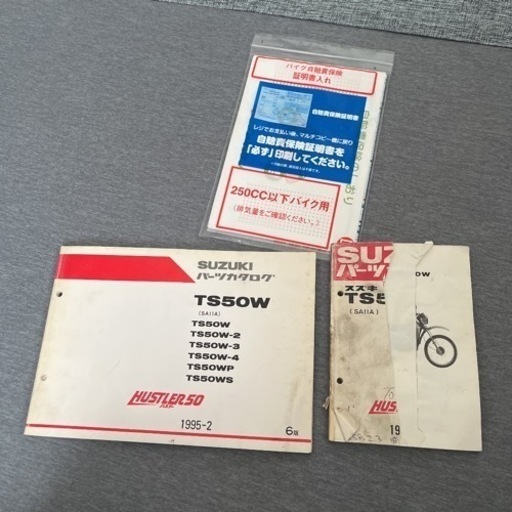 バイク自賠責保険
証明書入れ
自賠責保険証明書
レジでお支払い後、マルチコピー機に戻り
自賠責保険証明書を
「必ず」印刷してください。
250CC以下バイク用
(排気量をご確認ください。)
SUZUKI
パーツカタログ
TS50W
(SA11A)
TS50W
TS50W-2
TS50W-3
TS50W-4
TS50WP
TS50WS
HUSTLER50
1995-2
6版
SUZ
パーツ
スズキ
TS5
(SA11A)
HUS
19